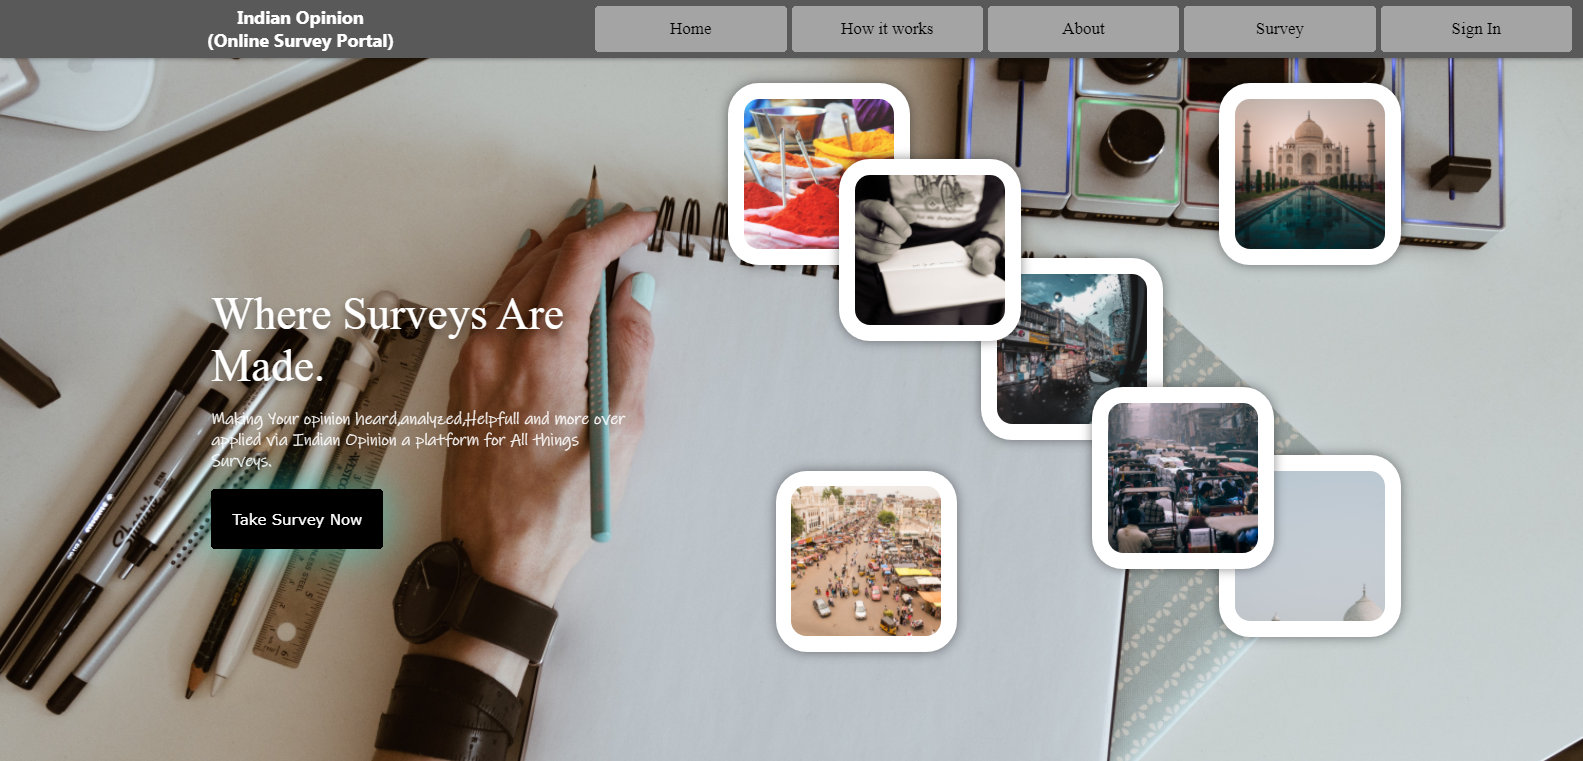 Indian Opinion
(Online Survey Portal)
Home
How it works
About
Survey
Sign In
Where Surveys Are
Made.
Making Your opinion heard,analyzed,Helpfull and more over
applied via Indian Opinion a platform for All things
Surveys.
Take Survey Now